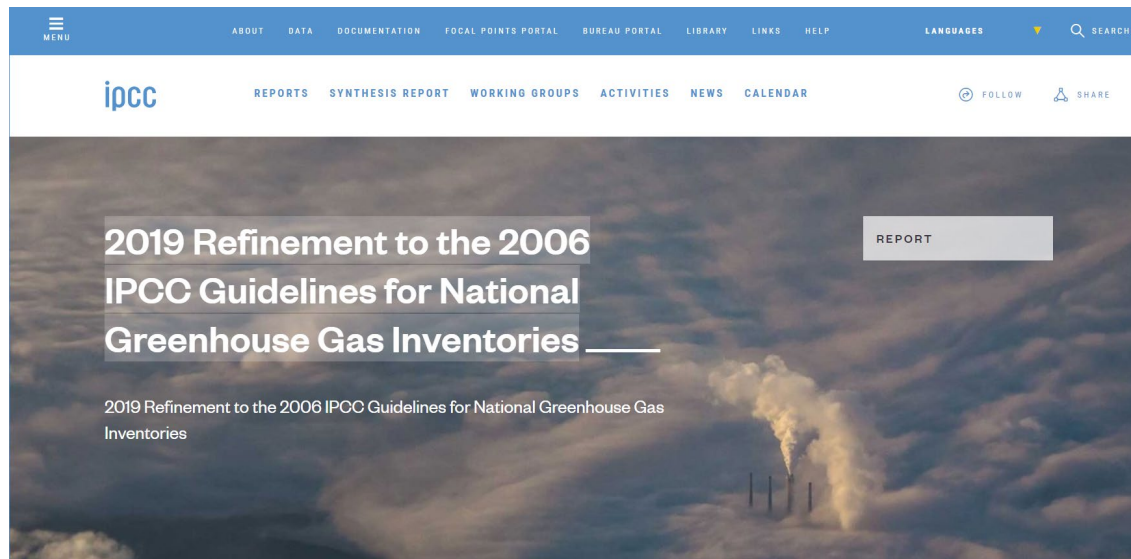 MENU
ABOUT DATA DOCUMENTATION FOCAL POINTS PORTAL BUREAU PORTAL LIBRARY LINKS HELP LANGUAGES SEARCH
ipcc REPORTS SYNTHESIS REPORT WORKING GROUPS ACTIVITIES NEWS CALENDAR FOLLOW SHARE
2019 Refinement to the 2006
IPCC Guidelines for National
Greenhouse Gas Inventories
REPORT
2019 Refinement to the 2006 IPCC Guidelines for National Greenhouse Gas
Inventories